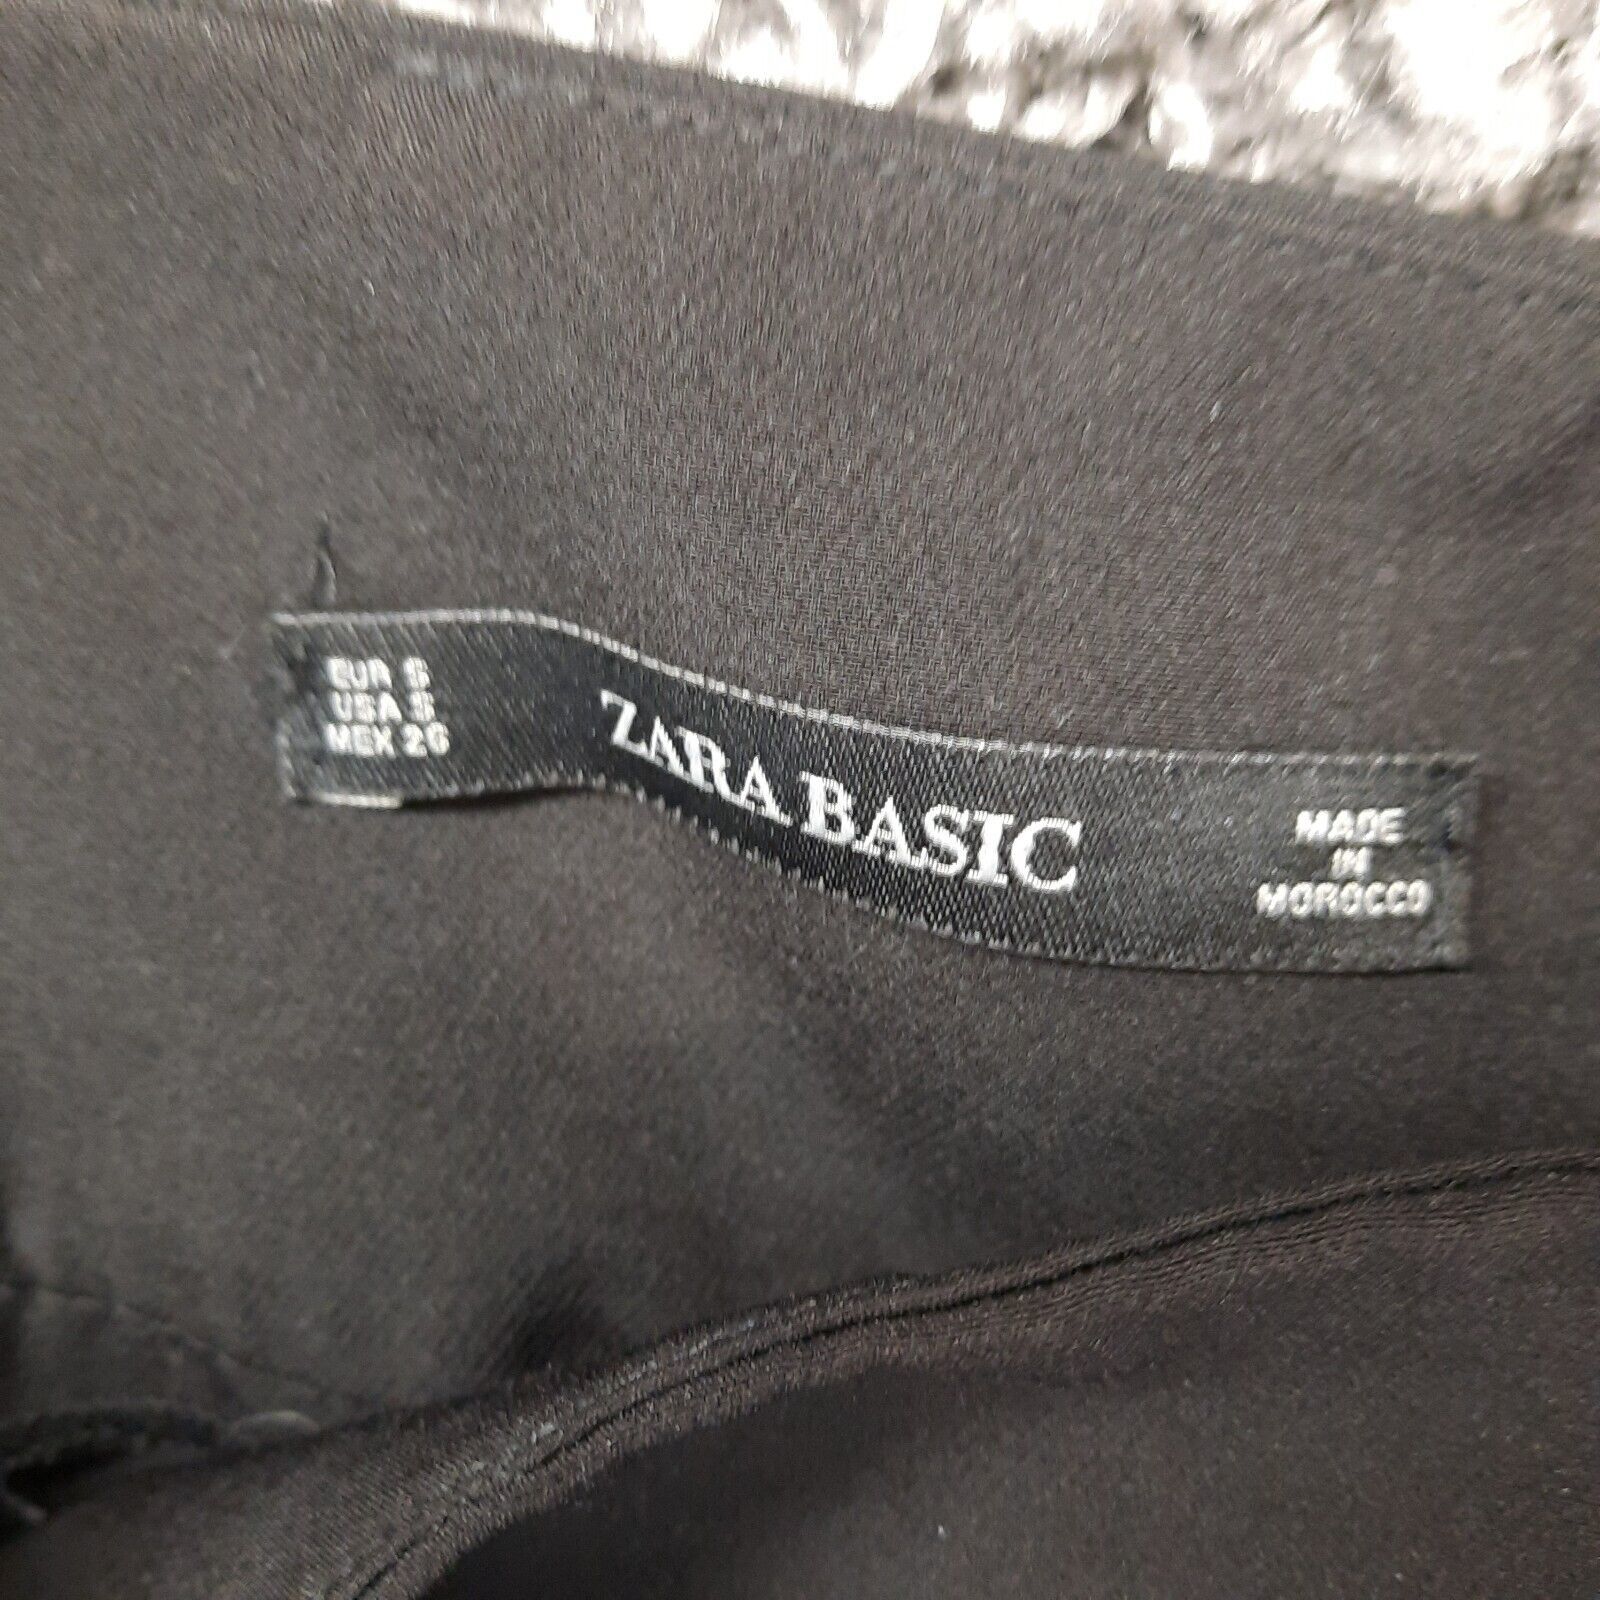 EUR S
USA S
MEX 26
ZARA BASIC
MADE
IN
MOROCCO